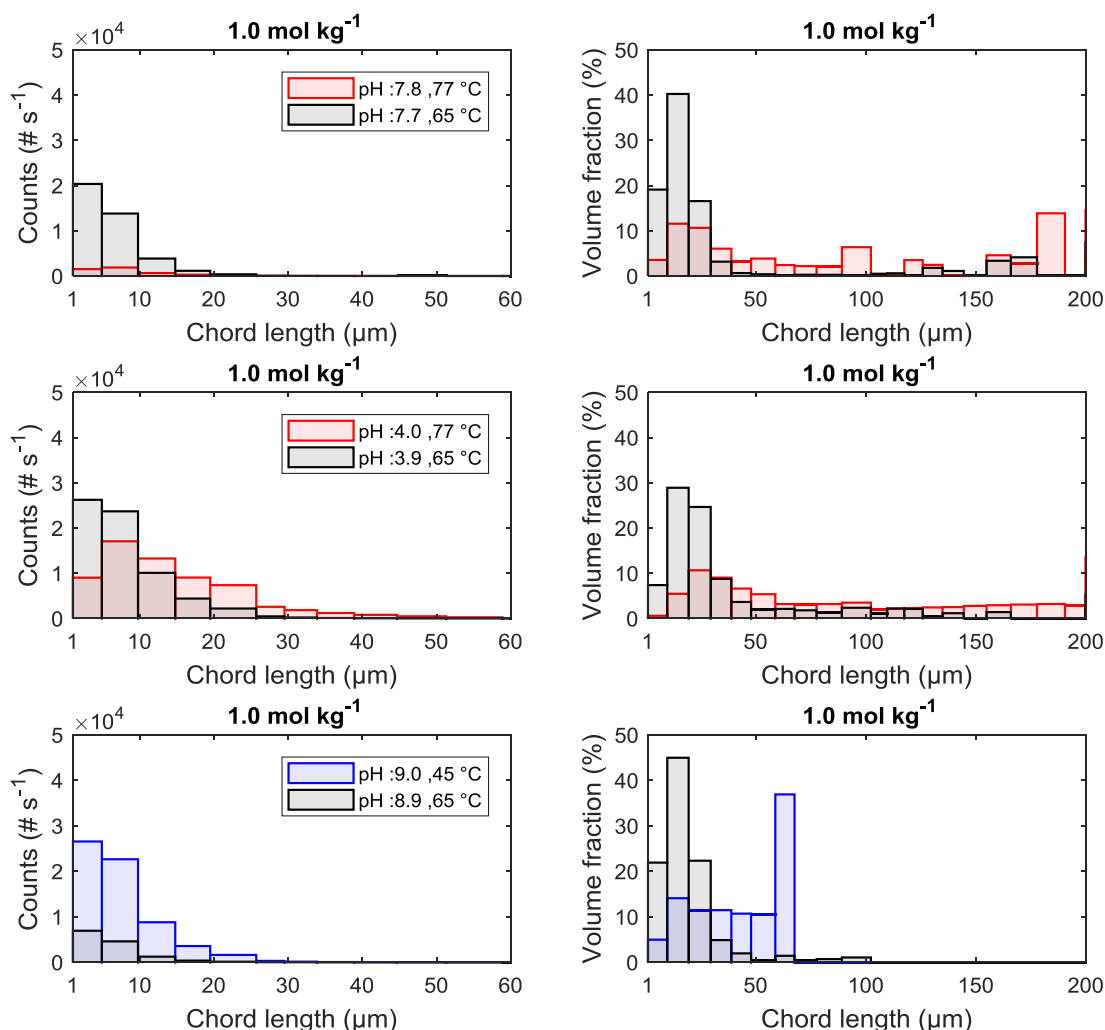 ×10⁴
1.0 mol kg⁻¹
5
4
3
2
1
0
Counts (# s⁻¹)
pH :7.8 ,77 °C
pH :7.7 ,65 °C
1 10 20 30 40 50 60
Chord length (µm)
1.0 mol kg⁻¹
50
40
30
20
10
0
Volume fraction (%)
1 50 100 150 200
Chord length (µm)
×10⁴
1.0 mol kg⁻¹
5
4
3
2
1
0
Counts (# s⁻¹)
pH :4.0 ,77 °C
pH :3.9 ,65 °C
1 10 20 30 40 50 60
Chord length (µm)
1.0 mol kg⁻¹
50
40
30
20
10
0
Volume fraction (%)
1 50 100 150 200
Chord length (µm)
×10⁴
1.0 mol kg⁻¹
5
4
3
2
1
0
Counts (# s⁻¹)
pH :9.0 ,45 °C
pH :8.9 ,65 °C
1 10 20 30 40 50 60
Chord length (µm)
1.0 mol kg⁻¹
50
40
30
20
10
0
Volume fraction (%)
1 50 100 150 200
Chord length (µm)